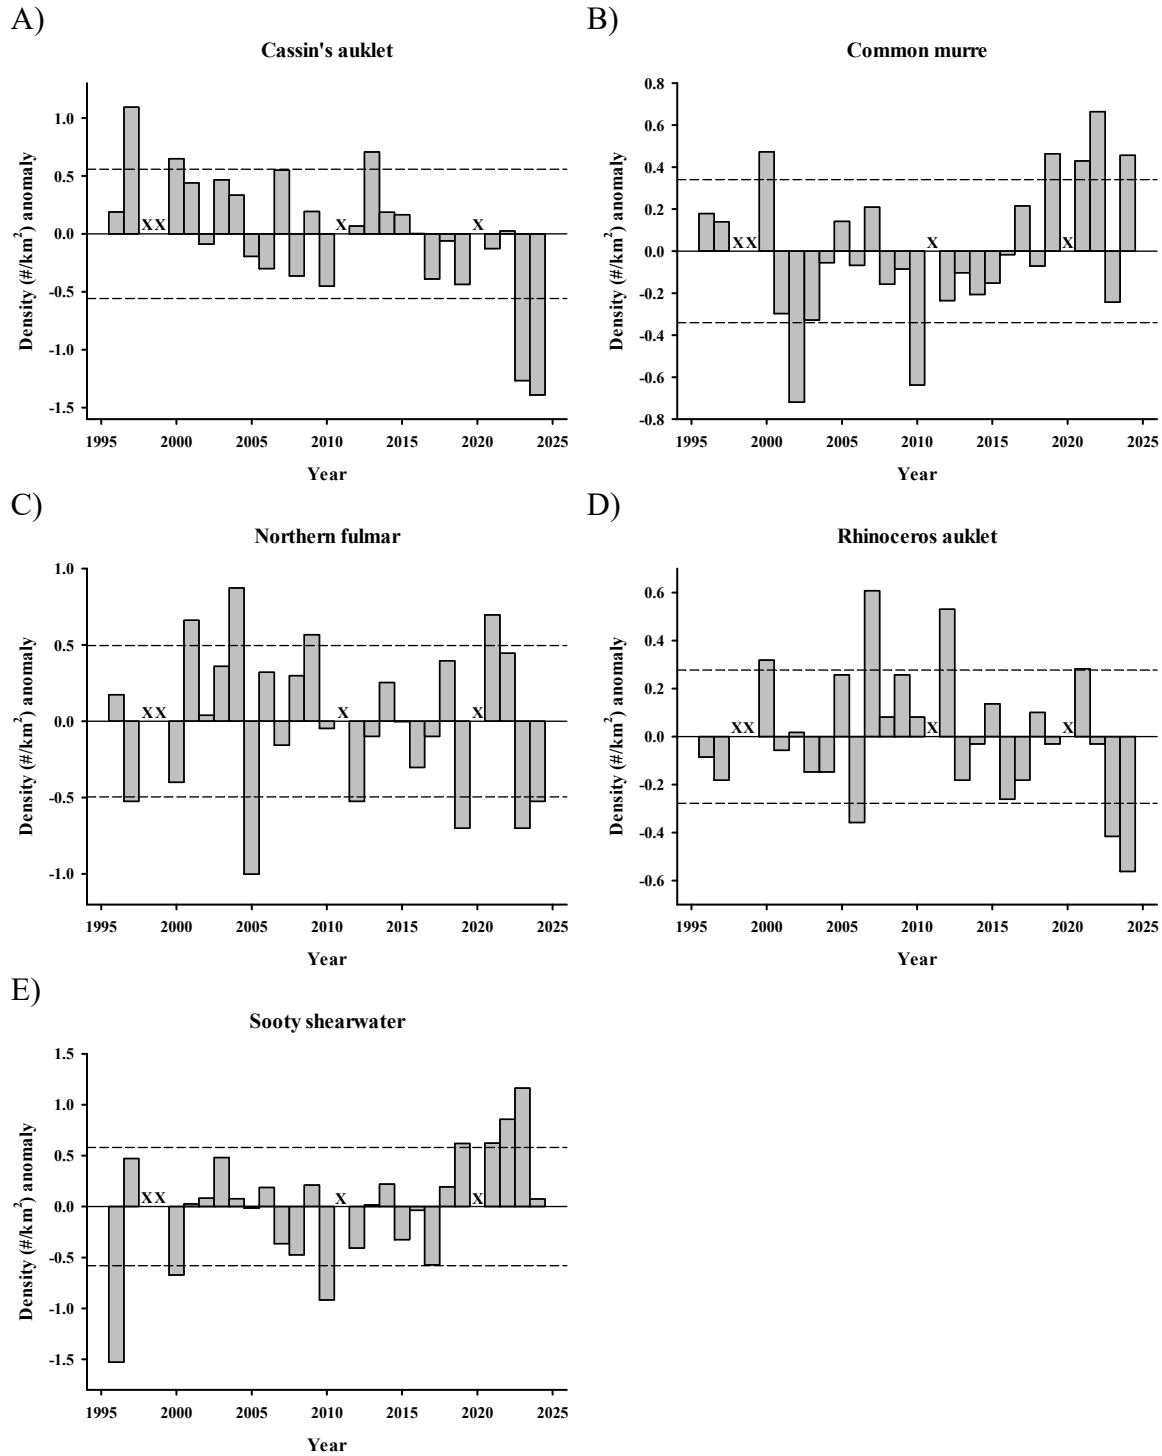 A)
Cassin's auklet
Density (#/km²) anomaly
1.0
0.5
0.0
-0.5
-1.0
-1.5
X X X X
1995 2000 2005 2010 2015 2020 2025
Year
B)
Common murre
Density (#/km²) anomaly
0.8
0.6
0.4
0.2
0.0
-0.2
-0.4
-0.6
-0.8
X X X X
1995 2000 2005 2010 2015 2020 2025
Year
C)
Northern fulmar
Density (#/km²) anomaly
1.0
0.5
0.0
-0.5
-1.0
X X X X
1995 2000 2005 2010 2015 2020 2025
Year
D)
Rhinoceros auklet
Density (#/km²) anomaly
0.6
0.4
0.2
0.0
-0.2
-0.4
-0.6
X X X X
1995 2000 2005 2010 2015 2020 2025
Year
E)
Sooty shearwater
Density (#/km²) anomaly
1.5
1.0
0.5
0.0
-0.5
-1.0
-1.5
X X X X
1995 2000 2005 2010 2015 2020 2025
Year